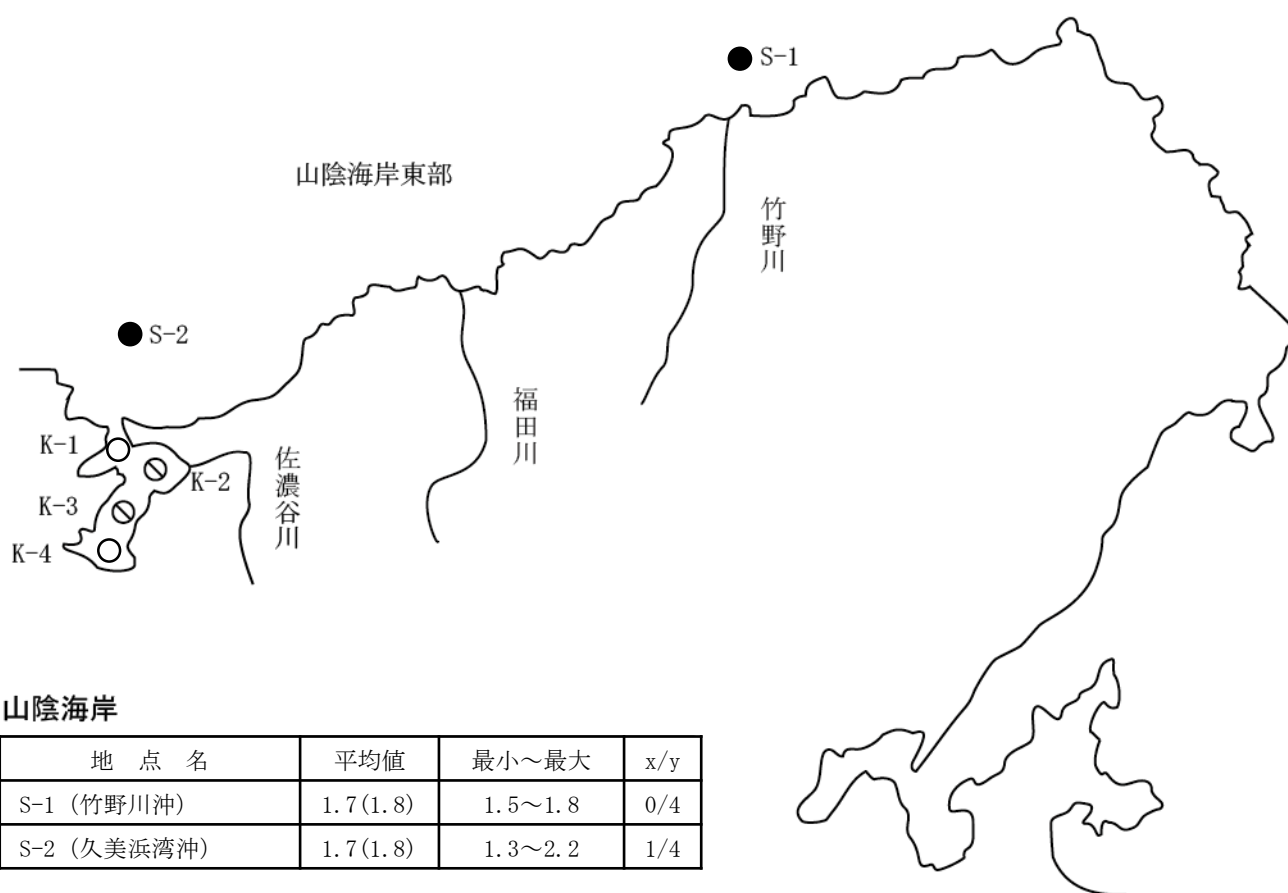 S-1
山陰海岸東部
竹野川
S-2
福田川
K-1
K-2
佐濃谷川
K-3
K-4
山陰海岸
地 点 名 平均値 最小～最大 x/y
S-1 (竹野川沖) 1.7(1.8) 1.5～1.8 0/4
S-2 (久美浜湾沖) 1.7(1.8) 1.3～2.2 1/4